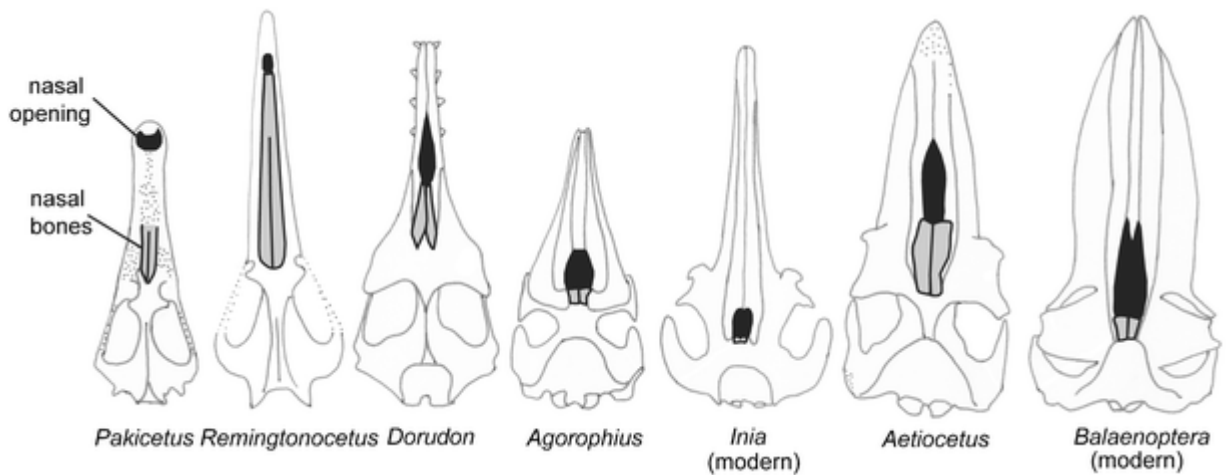 nasal
opening
nasal
bones
Pakicetus Remingtonocetus Dorudon Agorophius Inia Aetiocetus Balaenoptera
(modern) (modern)